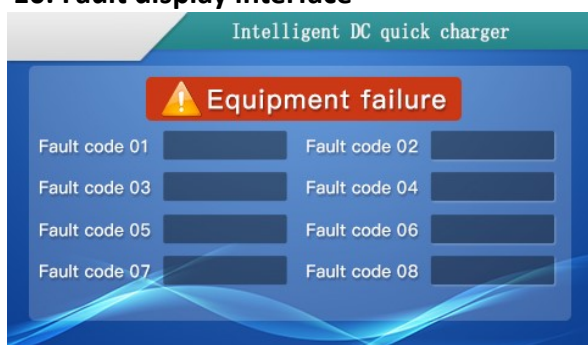 Fault display interface
Intelligent DC quick charger
Equipment failure
Fault code 01 Fault code 02
Fault code 03 Fault code 04
Fault code 05 Fault code 06
Fault code 07 Fault code 08